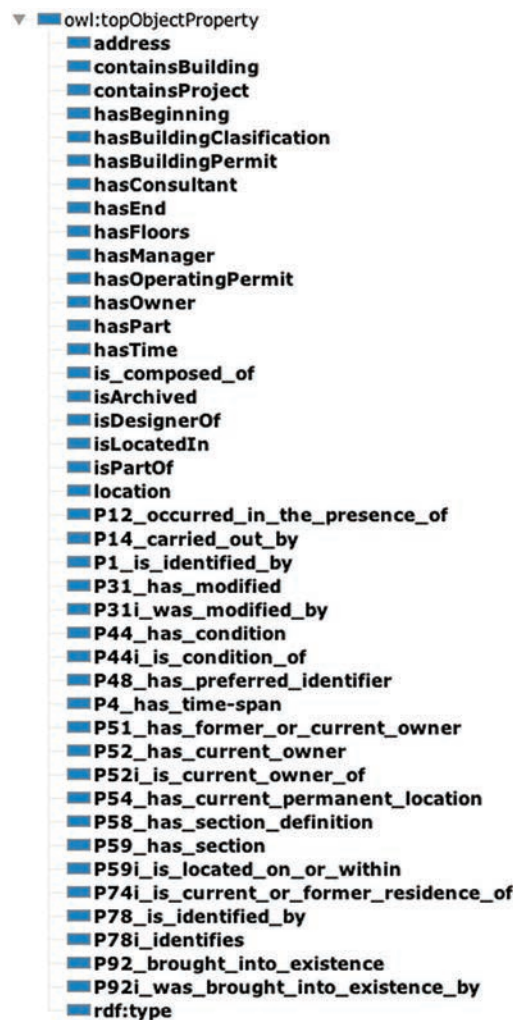 owl:topObjectProperty
address
containsBuilding
containsProject
hasBeginning
hasBuildingClasification
hasBuildingPermit
hasConsultant
hasEnd
hasFloors
hasManager
hasOperatingPermit
hasOwner
hasPart
hasTime
is_composed_of
isArchived
isDesignerOf
isLocatedIn
isPartOf
location
P12_occurred_in_the_presence_of
P14_carried_out_by
P1_is_identified_by
P31_has_modified
P31i_was_modified_by
P44_has_condition
P44i_is_condition_of
P48_has_preferred_identifier
P4_has_time-span
P51_has_former_or_current_owner
P52_has_current_owner
P52i_is_current_owner_of
P54_has_current_permanent_location
P58_has_section_definition
P59_has_section
P59i_is_located_on_or_within
P74i_is_current_or_former_residence_of
P78_is_identified_by
P78i_identifies
P92_brought_into_existence
P92i_was_brought_into_existence_by
rdf:type